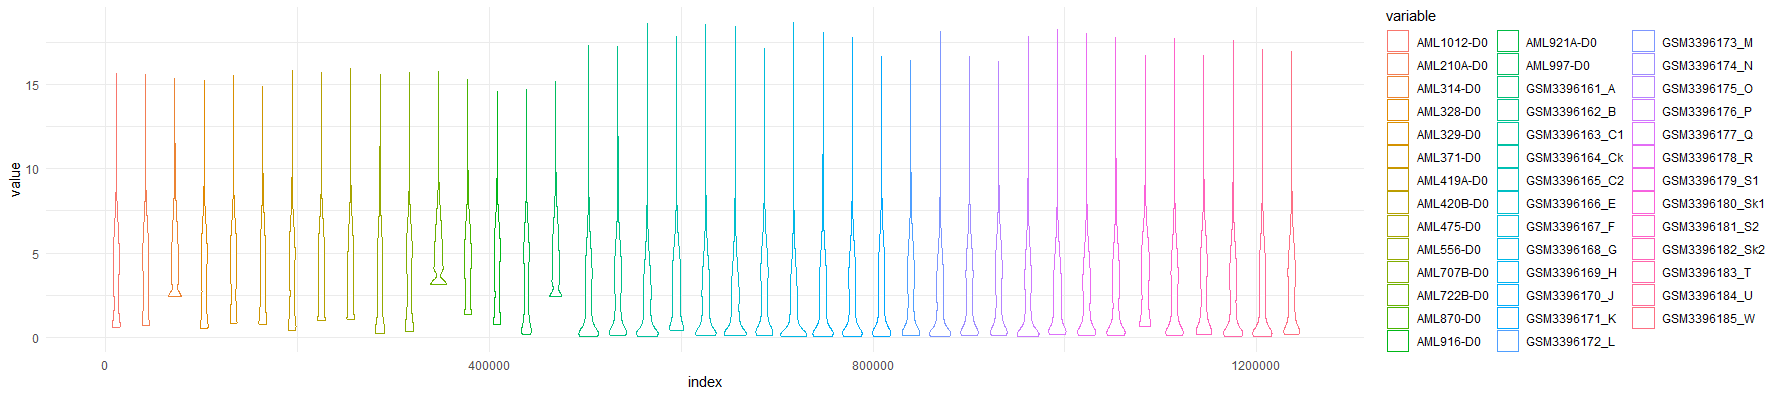 value
15
10
5
0
0
400000
800000
1200000
index
variable
AML1012-D0
AML210A-D0
AML314-D0
AML328-D0
AML329-D0
AML371-D0
AML419A-D0
AML420B-D0
AML475-D0
AML556-D0
AML707B-D0
AML722B-D0
AML870-D0
AML916-D0
AML921A-D0
AML997-D0
GSM3396161_A
GSM3396162_B
GSM3396163_C1
GSM3396164_Ck
GSM3396165_C2
GSM3396166_E
GSM3396167_F
GSM3396168_G
GSM3396169_H
GSM3396170_J
GSM3396171_K
GSM3396172_L
GSM3396173_M
GSM3396174_N
GSM3396175_O
GSM3396176_P
GSM3396177_Q
GSM3396178_R
GSM3396179_S1
GSM3396180_Sk1
GSM3396181_S2
GSM3396182_Sk2
GSM3396183_T
GSM3396184_U
GSM3396185_W